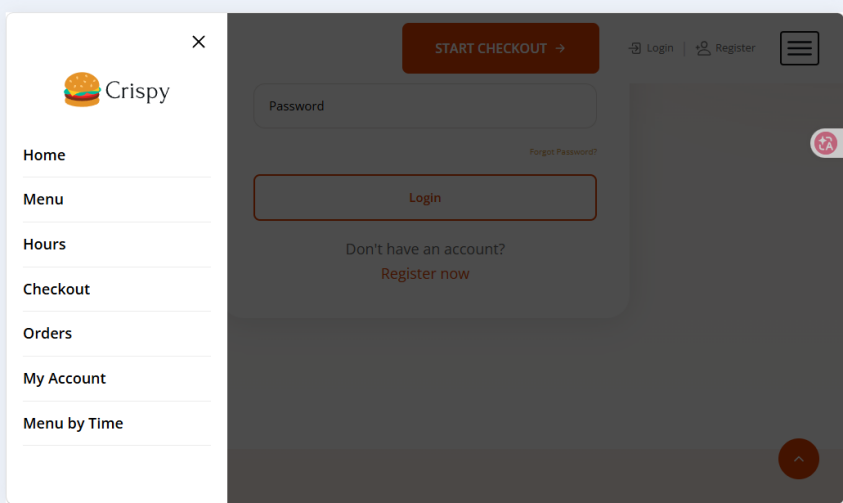 Crispy
Home
Menu
Hours
Checkout
Orders
My Account
Menu by Time
START CHECKOUT
Login | Register
Password
Forgot Password?
Login
Don't have an account?
Register now